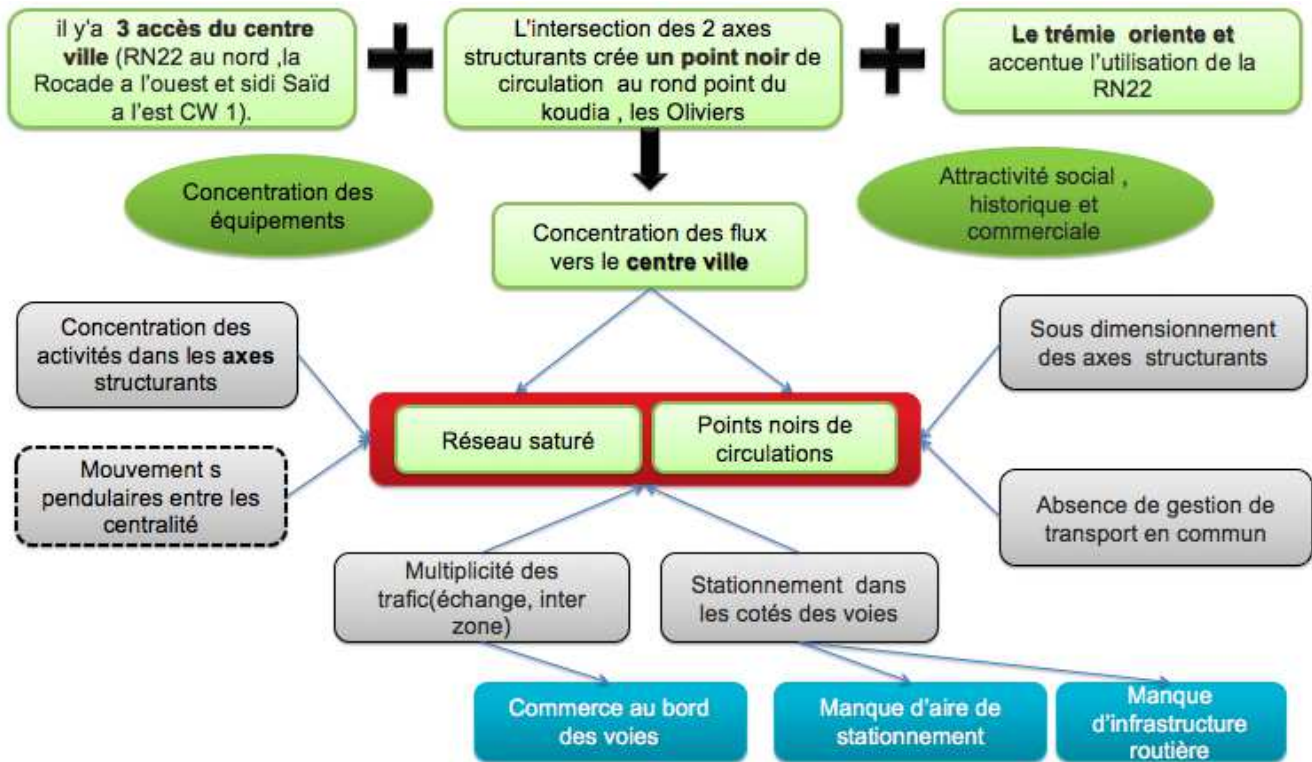 il y'a 3 accès du centre
ville (RN22 au nord ,la
Rocade a l'ouest et sidi Saïd
a l'est CW 1).
L'intersection des 2 axes
structurants crée un point noir de
circulation au rond point du
koudia , les Oliviers
Le trémie oriente et
accentue l'utilisation de la
RN22
Concentration des
équipements
Attractivité social ,
historique et
commerciale
Concentration des flux
vers le centre ville
Concentration des
activités dans les axes
structurants
Sous dimensionnement
des axes structurants
Réseau saturé
Points noirs de
circulations
Mouvement s
pendulaires entre les
centralité
Absence de gestion de
transport en commun
Multiplicité des
trafic(échange, inter
zone)
Stationnement dans
les cotés des voies
Commerce au bord
des voies
Manque d'aire de
stationnement
Manque
d'infrastructure
routière